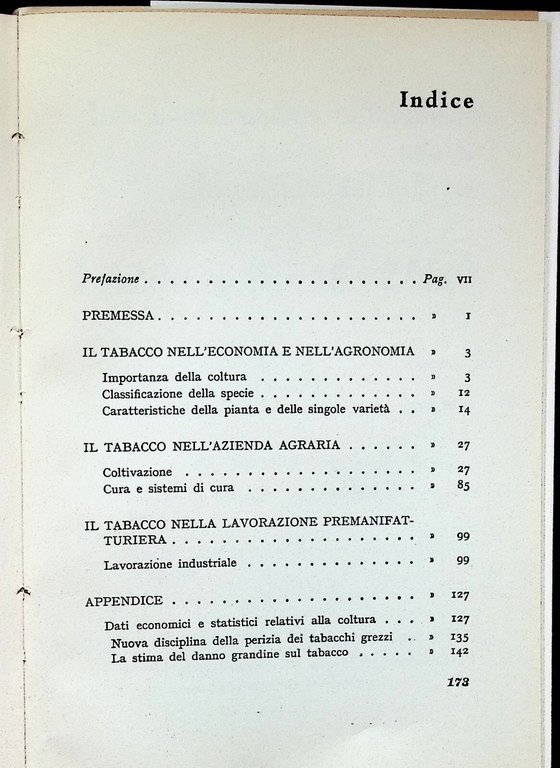 Indice
Prefazione . . . . . . . . . . . . . . . . . . . . . Pag. VII
PREMESSA . . . . . . . . . . . . . . . . . . . . » 1
IL TABACCO NELL'ECONOMIA E NELL'AGRONOMIA » 3
Importanza della coltura . . . . . . . . . . . . » 3
Classificazione della specie . . . . . . . . . . . . » 12
Caratteristiche della pianta e delle singole varietà . . » 14
IL TABACCO NELL'AZIENDA AGRARIA . . . . . . » 27
Coltivazione . . . . . . . . . . . . . . . . . . » 27
Cura e sistemi di cura . . . . . . . . . . . . . » 85
IL TABACCO NELLA LAVORAZIONE PREMANIFAT-
TURIERA . . . . . . . . . . . . . . . . . . . » 99
Lavorazione industriale . . . . . . . . . . . . . » 99
APPENDICE . . . . . . . . . . . . . . . . . . . » 127
Dati economici e statistici relativi alla coltura . . . » 127
Nuova disciplina della perizia dei tabacchi grezzi . . » 135
La stima del danno grandine sul tabacco . . . . . » 142
173